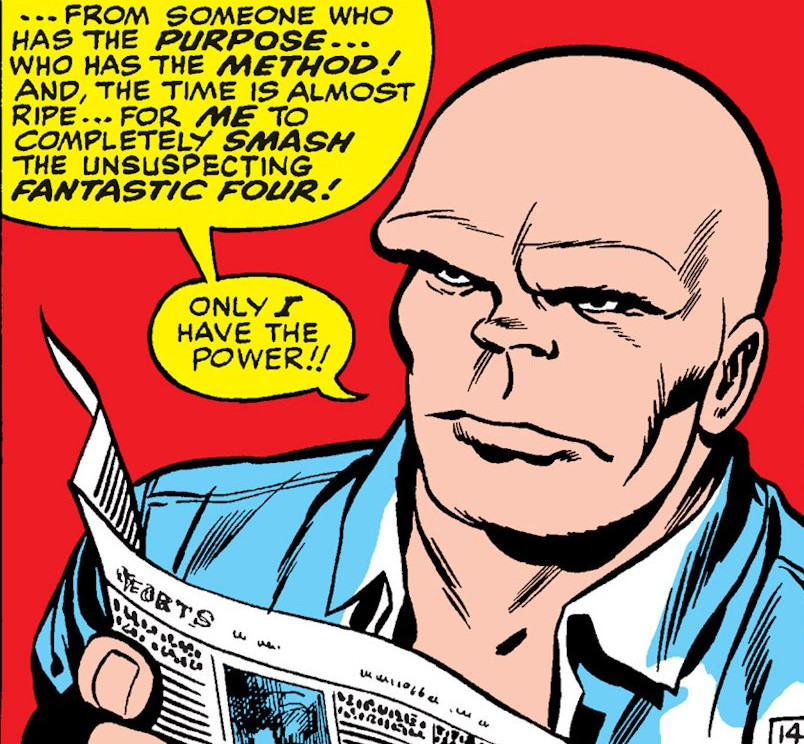 ...FROM SOMEONE WHO
HAS THE PURPOSE...
WHO HAS THE METHOD!
AND, THE TIME IS ALMOST
RIPE...FOR ME TO
COMPLETELY SMASH
THE UNSUSPECTING
FANTASTIC FOUR!
ONLY I
HAVE THE
POWER!!
SPORTS
14